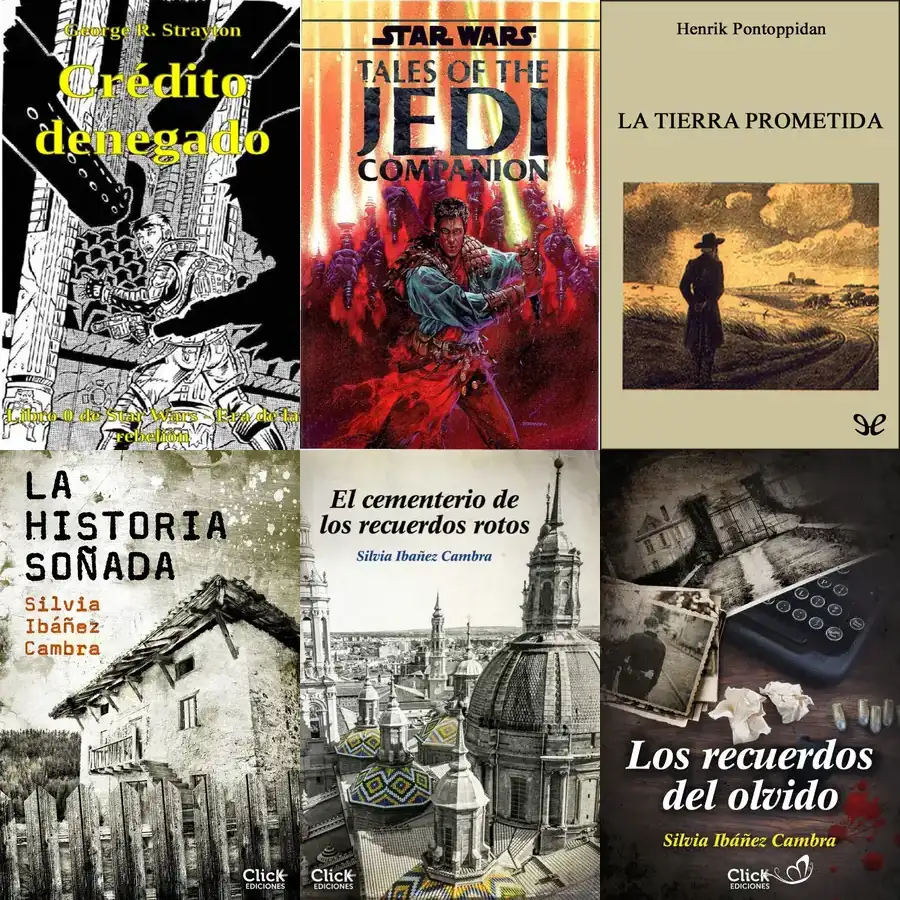 George R. Strayton
Crédito
denegado
Libro 0 de Star Wars - Era de la
rebelión
STAR WARS
TALES OF THE
JEDI
COMPANION
Henrik Pontoppidan
LA TIERRA PROMETIDA
LA
HISTORIA
SOÑADA
Silvia
Ibáñez
Cambra
Click
EDICIONES
El cementerio de
los recuerdos rotos
Silvia Ibañez Cambra
Click
EDICIONES
Los recuerdos
del olvido
Silvia Ibáñez Cambra
Click
EDICIONES